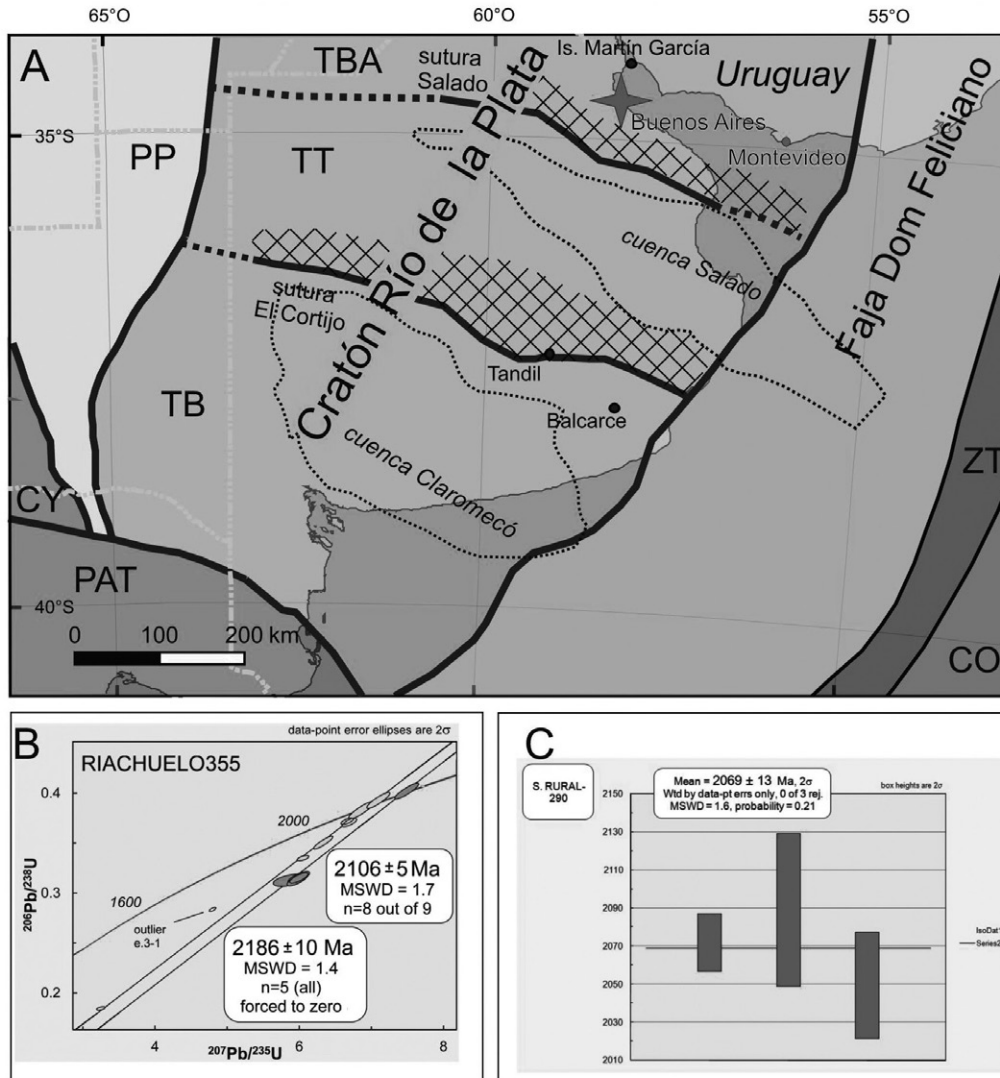 65°O
60°O
55°O
A
TBA
sutura
Salado
Is. Martín García
Uruguay
Buenos Aires
Montevideo
35°S
PP
TT
Cratón Río de la Plata
Faja Dom Feliciano
cuenca Salado
sutura
El Cortijo
Tandil
TB
Balcarce
cuenca Claromecó
ZT
CY
PAT
40°S
0 100 200 km
CO
B
data-point error ellipses are 2σ
RIACHUELO355
0.4
2000
206Pb/238U
0.3
1600
2106 ± 5 Ma
MSWD = 1.7
n=8 out of 9
outlier
e.3-1
2186 ± 10 Ma
MSWD = 1.4
n=5 (all)
forced to zero
0.2
4
6
8
207Pb/235U
C
S. RURAL-
290
Mean = 2069 ± 13 Ma, 2σ
Wtd by data-pt errs only, 0 of 3 rej.
MSWD = 1.6, probability = 0.21
box heights are 2σ
2150
2130
2110
2090
2070
2050
2030
2010
IsoDat1
Series2